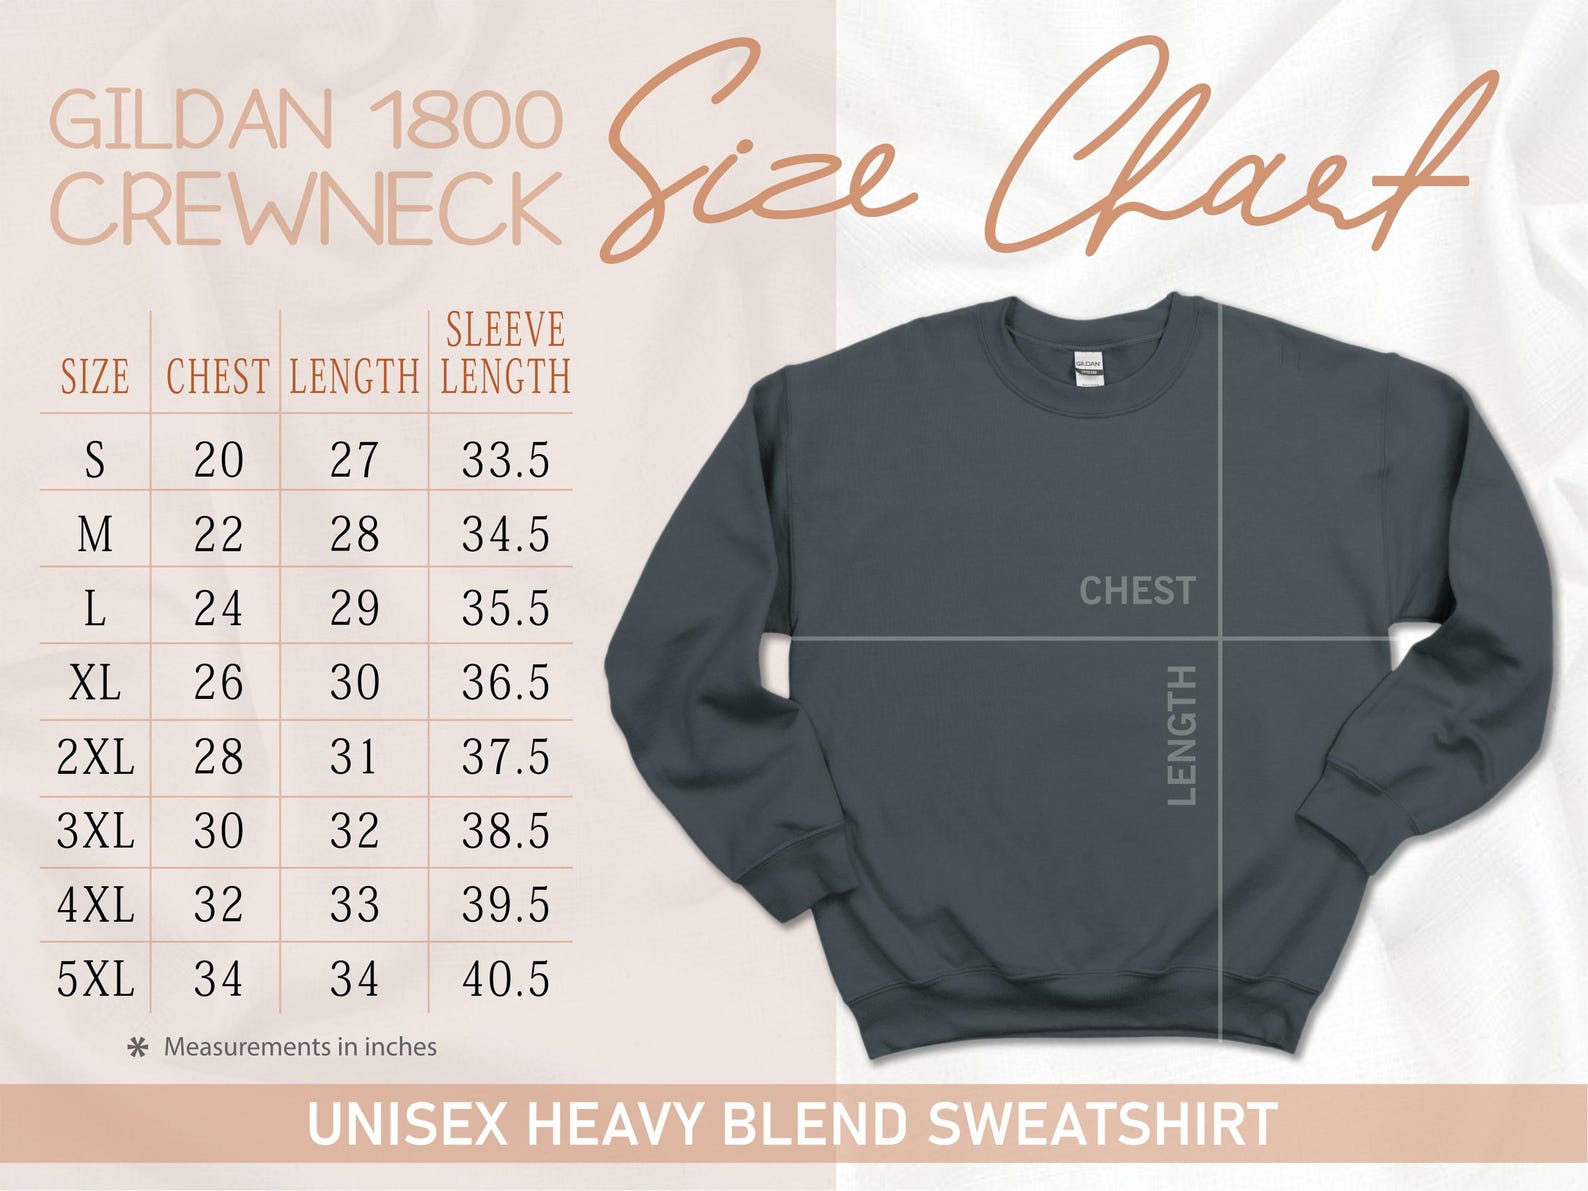 GILDAN 1800
CREWNECK
Size Chart
SIZE CHEST LENGTH SLEEVE LENGTH
S 20 27 33.5
M 22 28 34.5
L 24 29 35.5
XL 26 30 36.5
2XL 28 31 37.5
3XL 30 32 38.5
4XL 32 33 39.5
5XL 34 34 40.5
* Measurements in inches
GILDAN
CHEST
LENGTH
UNISEX HEAVY BLEND SWEATSHIRT